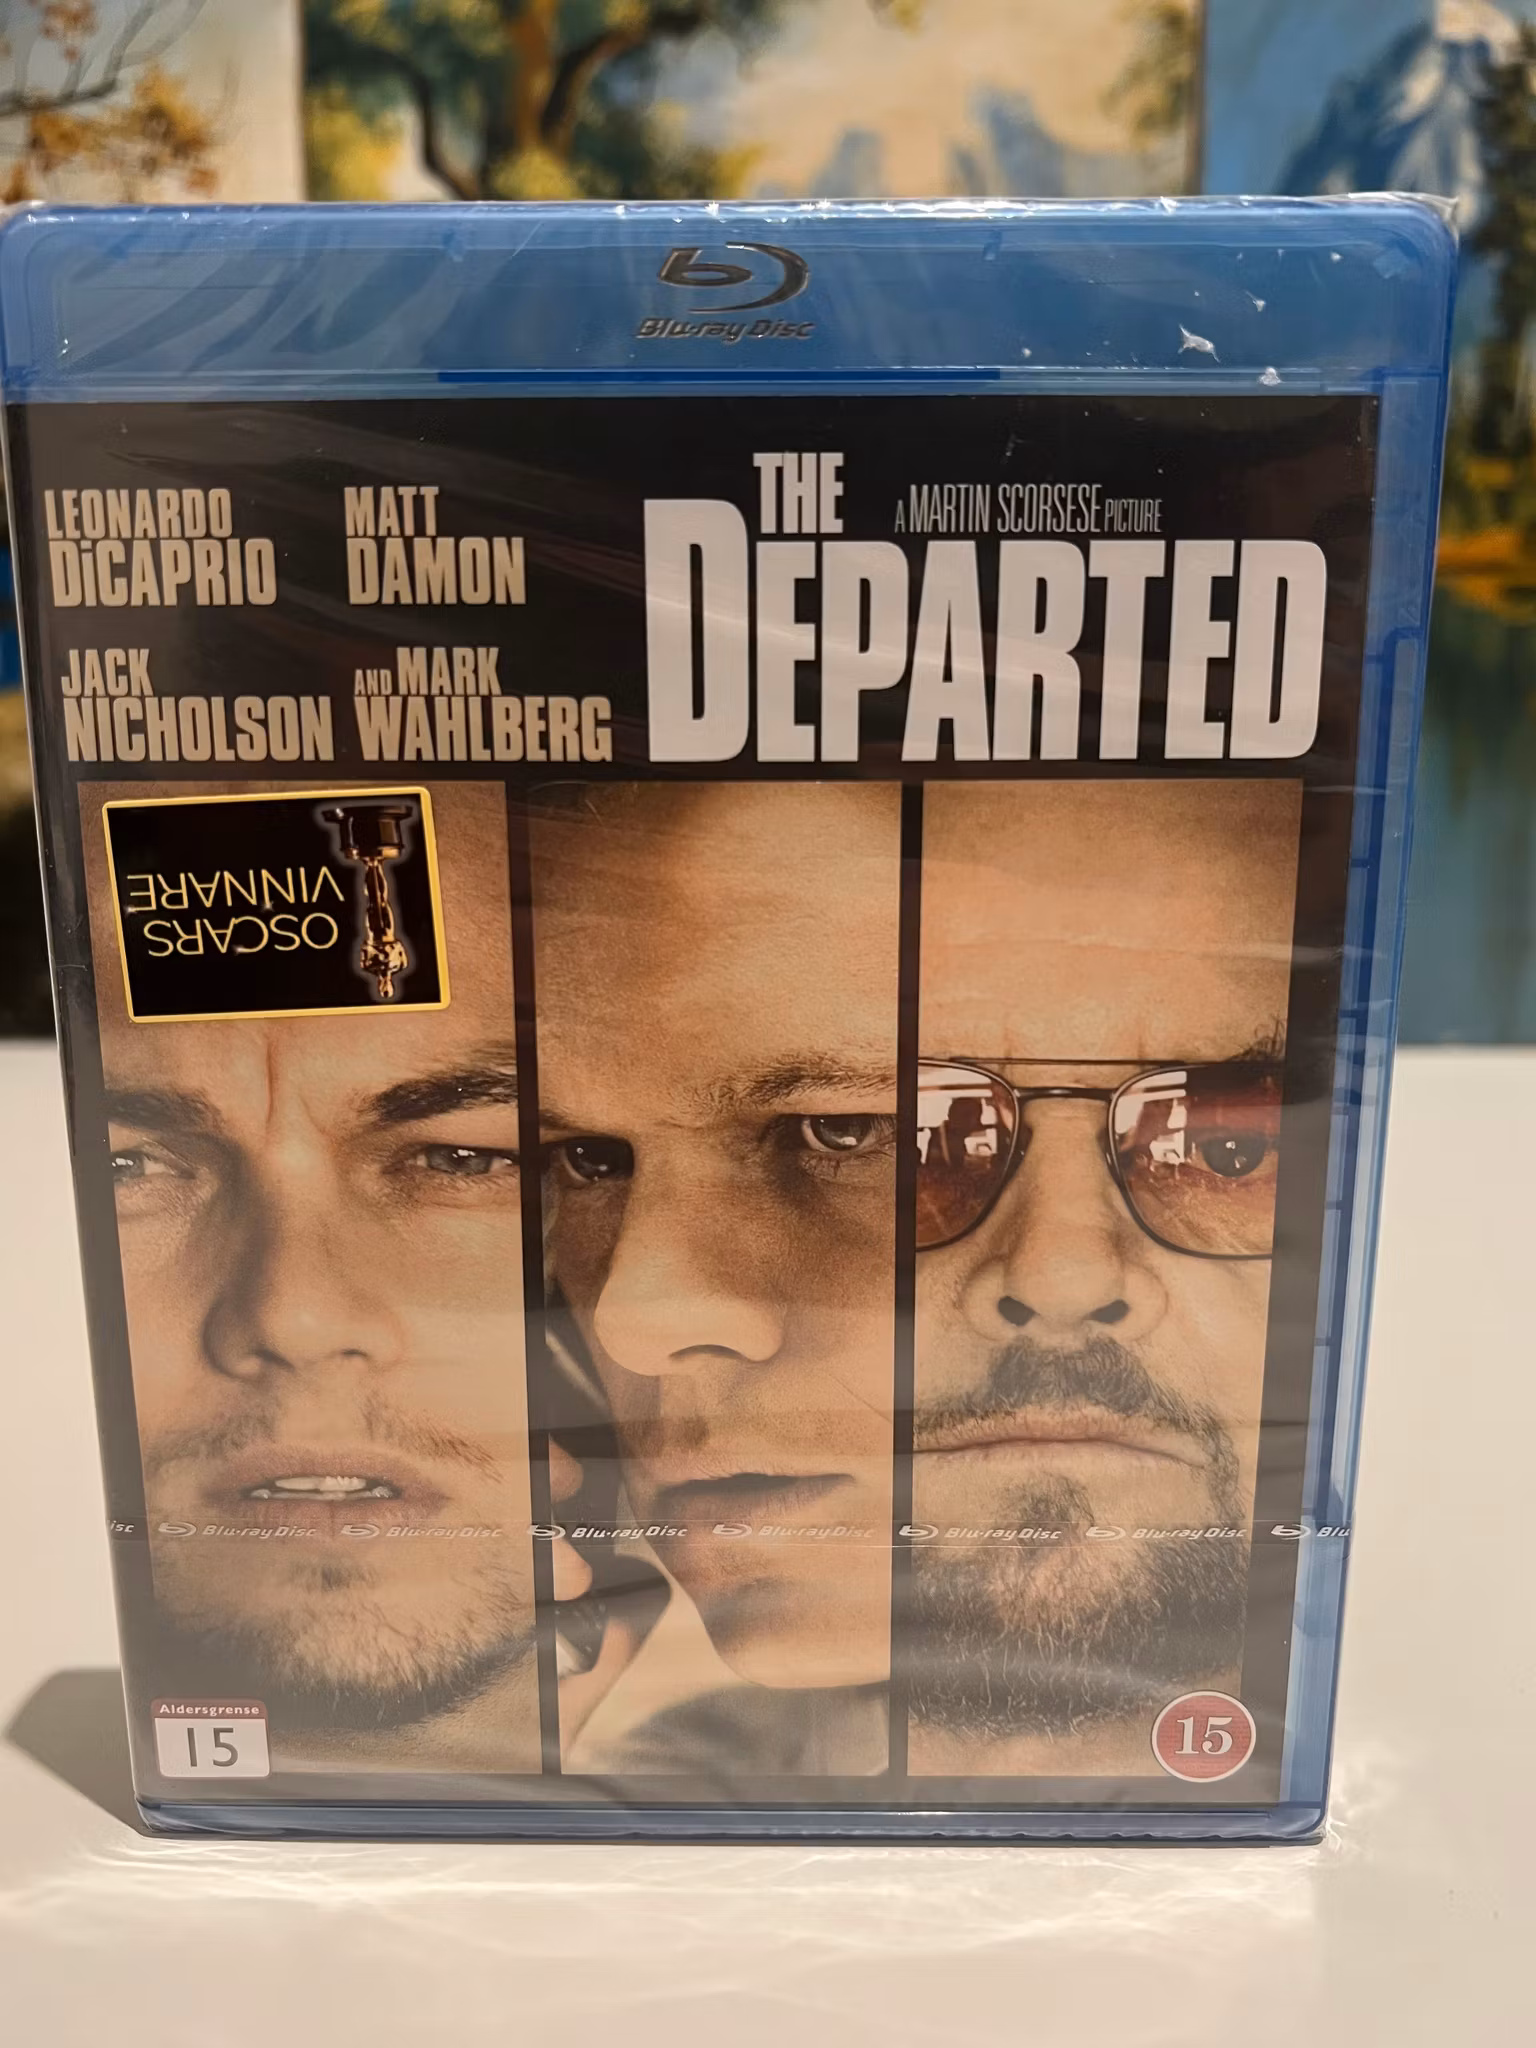 Blu-ray Disc
LEONARDO
DiCAPRIO
MATT
DAMON
JACK
NICHOLSON
AND MARK
WAHLBERG
THE
A MARTIN SCORSESE PICTURE
DEPARTED
OSCARS
VINNARE
isc Blu-ray Disc Blu-ray Disc Blu-ray Disc Blu-ray Disc Blu-ray Disc Blu-ray Disc Blu
Aldersgrense
15
15